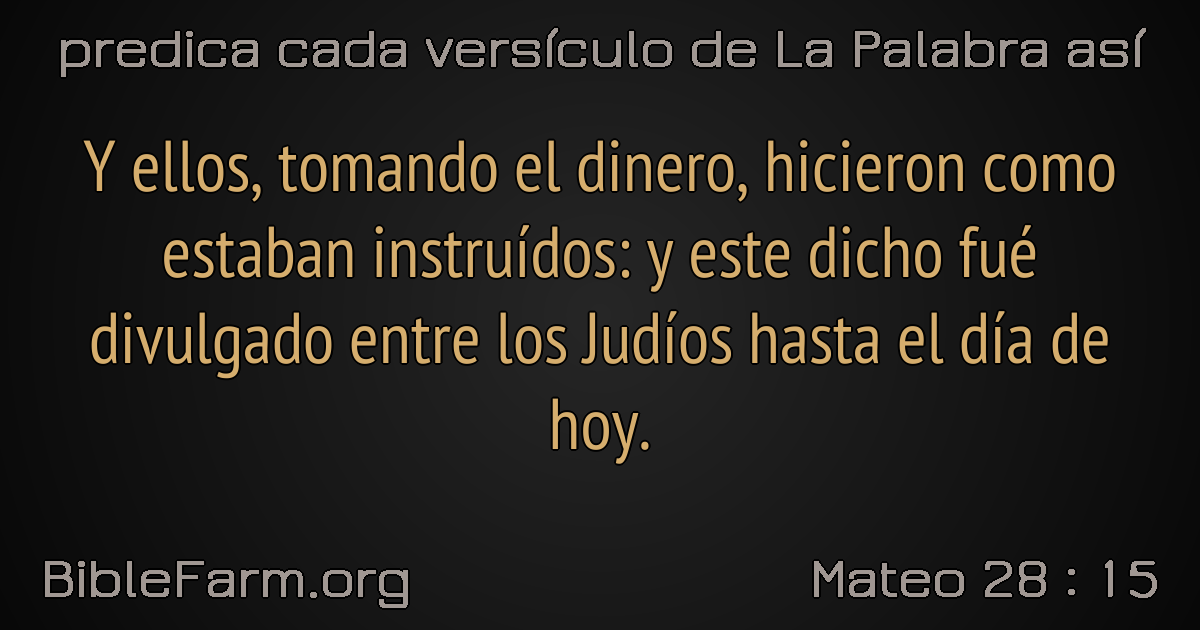 predica cada versículo de La Palabra así
Y ellos, tomando el dinero, hicieron como
estaban instruídos: y este dicho fué
divulgado entre los Judíos hasta el día de
hoy.
BibleFarm.org
Mateo 28 : 15